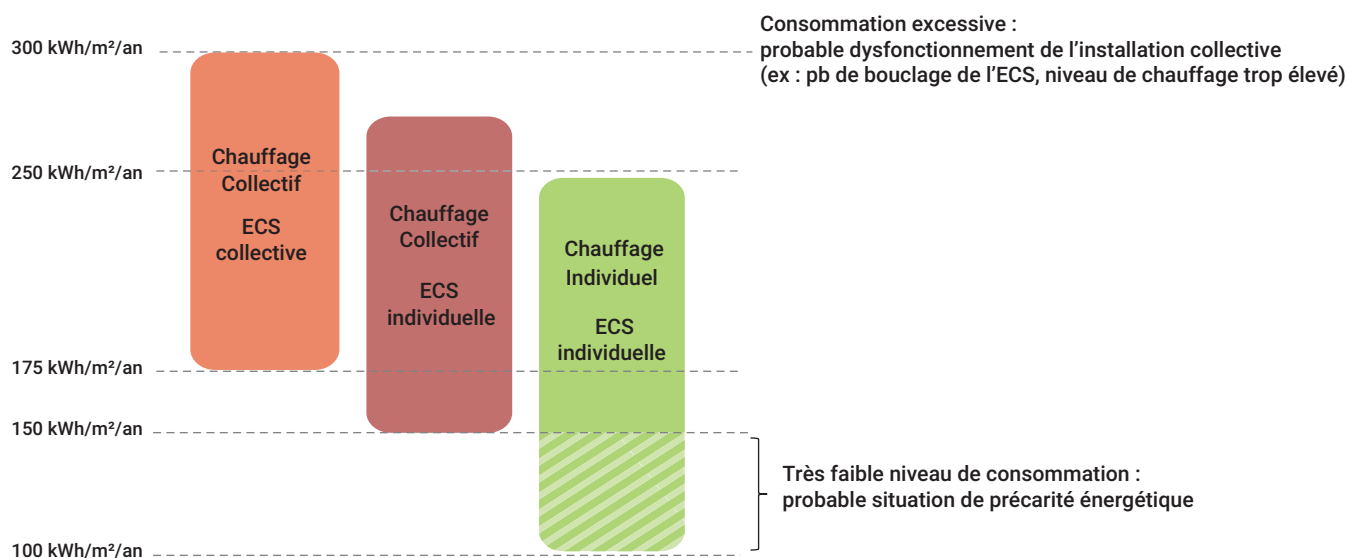 Consommation excessive :
probable dysfonctionnement de l’installation collective
(ex : pb de bouclage de l’ECS, niveau de chauffage trop élevé)
300 kWh/m²/an
250 kWh/m²/an
175 kWh/m²/an
150 kWh/m²/an
100 kWh/m²/an
Chauffage
Collectif
ECS
collective
Chauffage
Collectif
ECS
individuelle
Chauffage
Individuel
ECS
individuelle
Très faible niveau de consommation :
probable situation de précarité énergétique